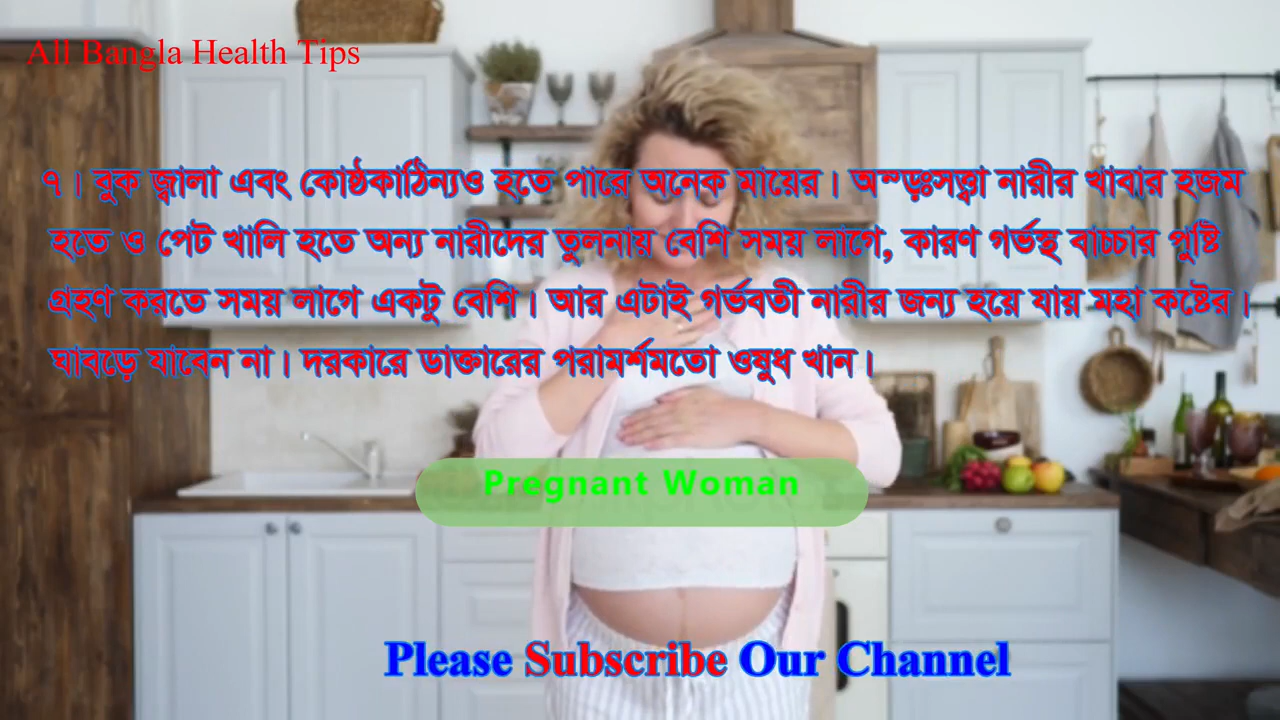 All Bangla Health Tips
৭। বুক জ্বালা এবং কোষ্ঠকাঠিন্যও হতে পারে অনেক মায়ের। অন্ড়ঃসত্ত্বা নারীর খাবার হজম
হতে ও পেট খালি হতে অন্য নারীদের তুলনায় বেশি সময় লাগে, কারণ গর্ভস্থ বাচ্চার পুষ্টি
গ্রহণ করতে সময় লাগে একটু বেশি। আর এটাই গর্ভবতী নারীর জন্য হয়ে যায় মহা কষ্টের।
ঘাবড়ে যাবেন না। দরকারে ডাক্তারের পরামর্শমতো ওষুধ খান।
Pregnant Woman
Please Subscribe Our Channel